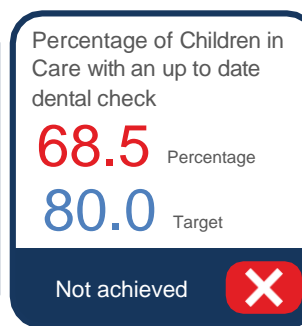 Percentage of Children in
Care with an up to date
dental check
68.5 Percentage
80.0 Target
Not achieved